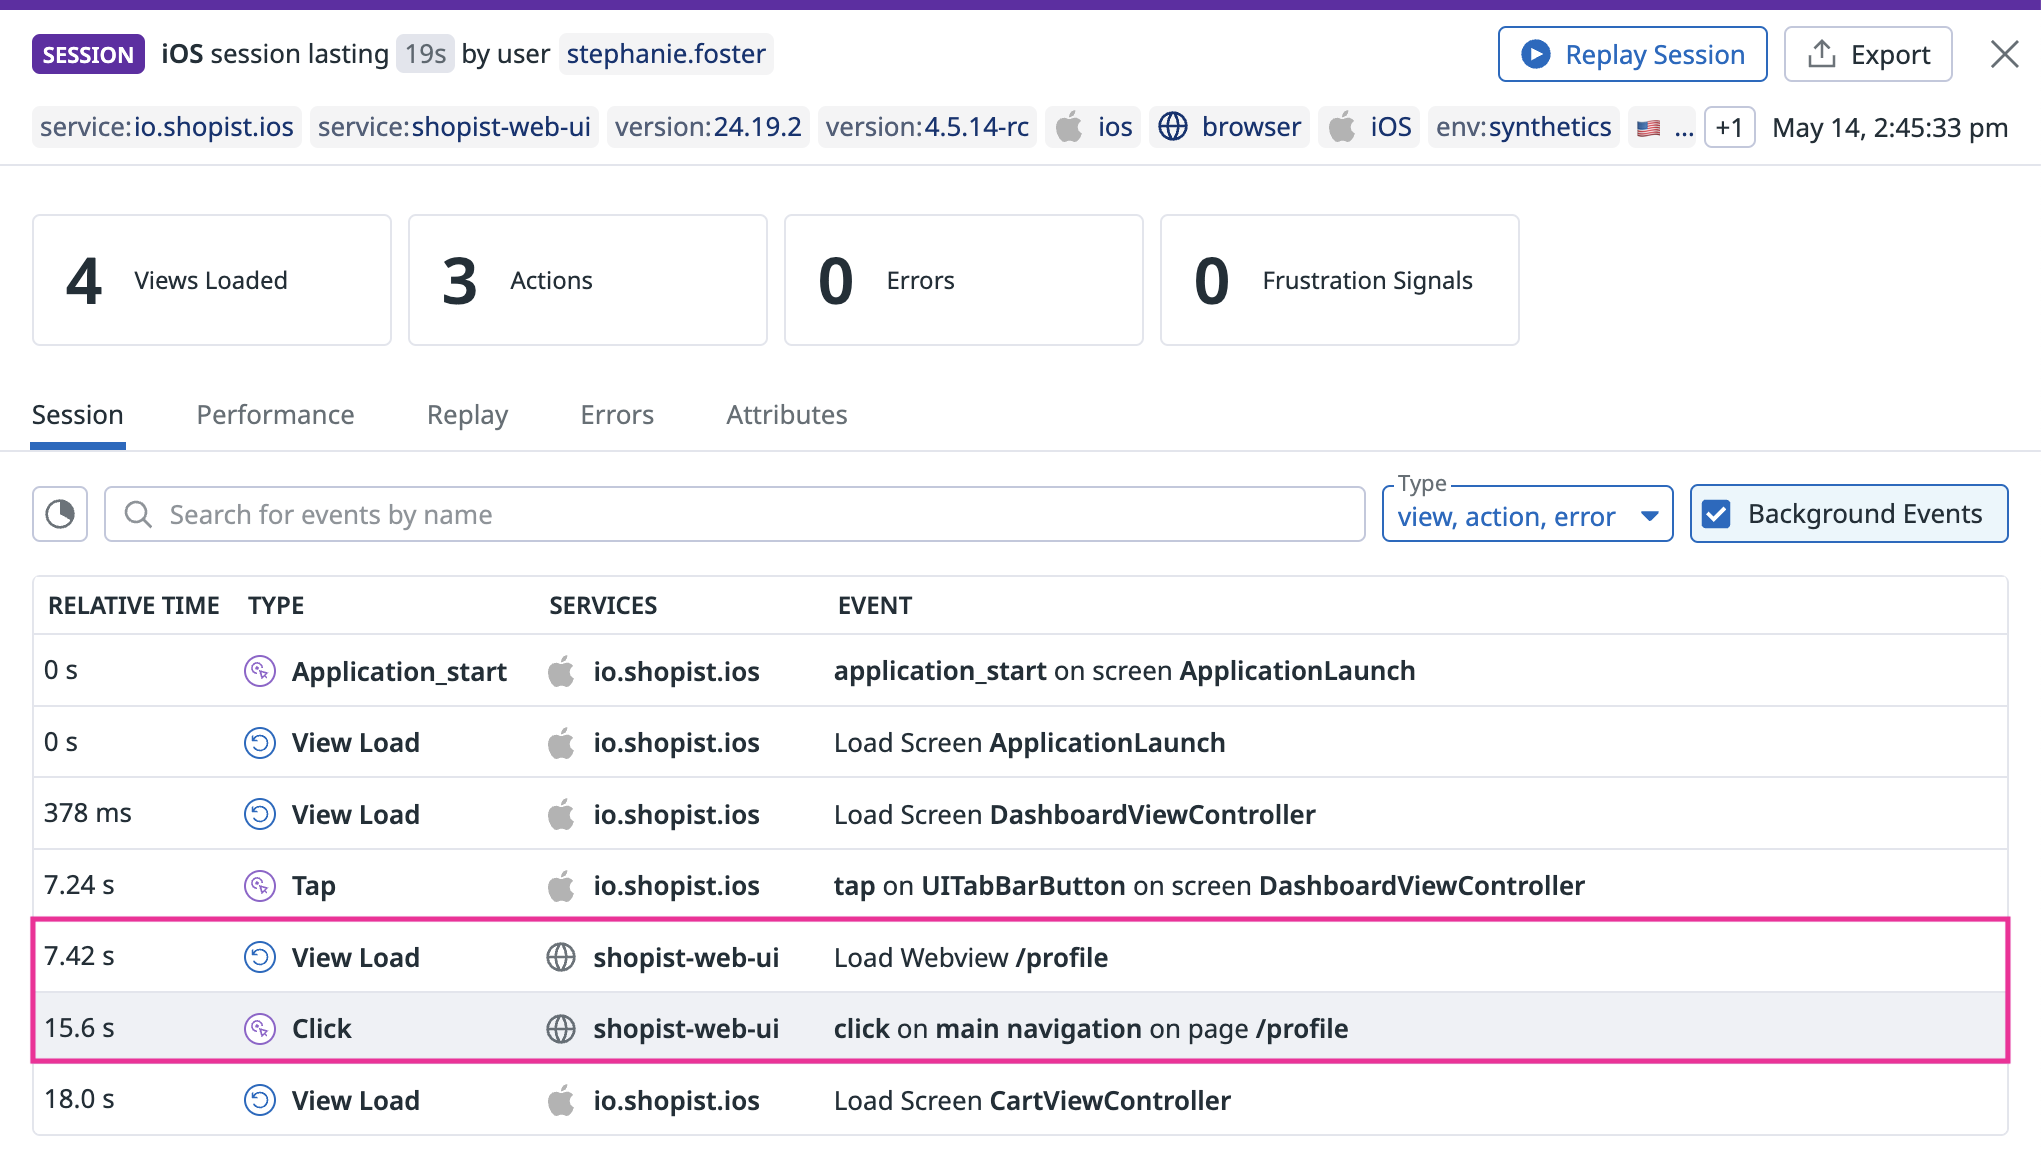 SESSION iOS session lasting 19s by user stephanie.foster Replay Session Export
service:io.shopist.ios service:shopist-web-ui version:24.19.2 version:4.5.14-rc ios browser iOS env:synthetics ... +1 May 14, 2:45:33 pm
4 Views Loaded 3 Actions 0 Errors 0 Frustration Signals
Session Performance Replay Errors Attributes
Search for events by name Type view, action, error Background Events
RELATIVE TIME TYPE SERVICES EVENT
0 s Application_start io.shopist.ios application_start on screen ApplicationLaunch
0 s View Load io.shopist.ios Load Screen ApplicationLaunch
378 ms View Load io.shopist.ios Load Screen DashboardViewController
7.24 s Tap io.shopist.ios tap on UITabBarButton on screen DashboardViewController
7.42 s View Load shopist-web-ui Load Webview /profile
15.6 s Click shopist-web-ui click on main navigation on page /profile
18.0 s View Load io.shopist.ios Load Screen CartViewController